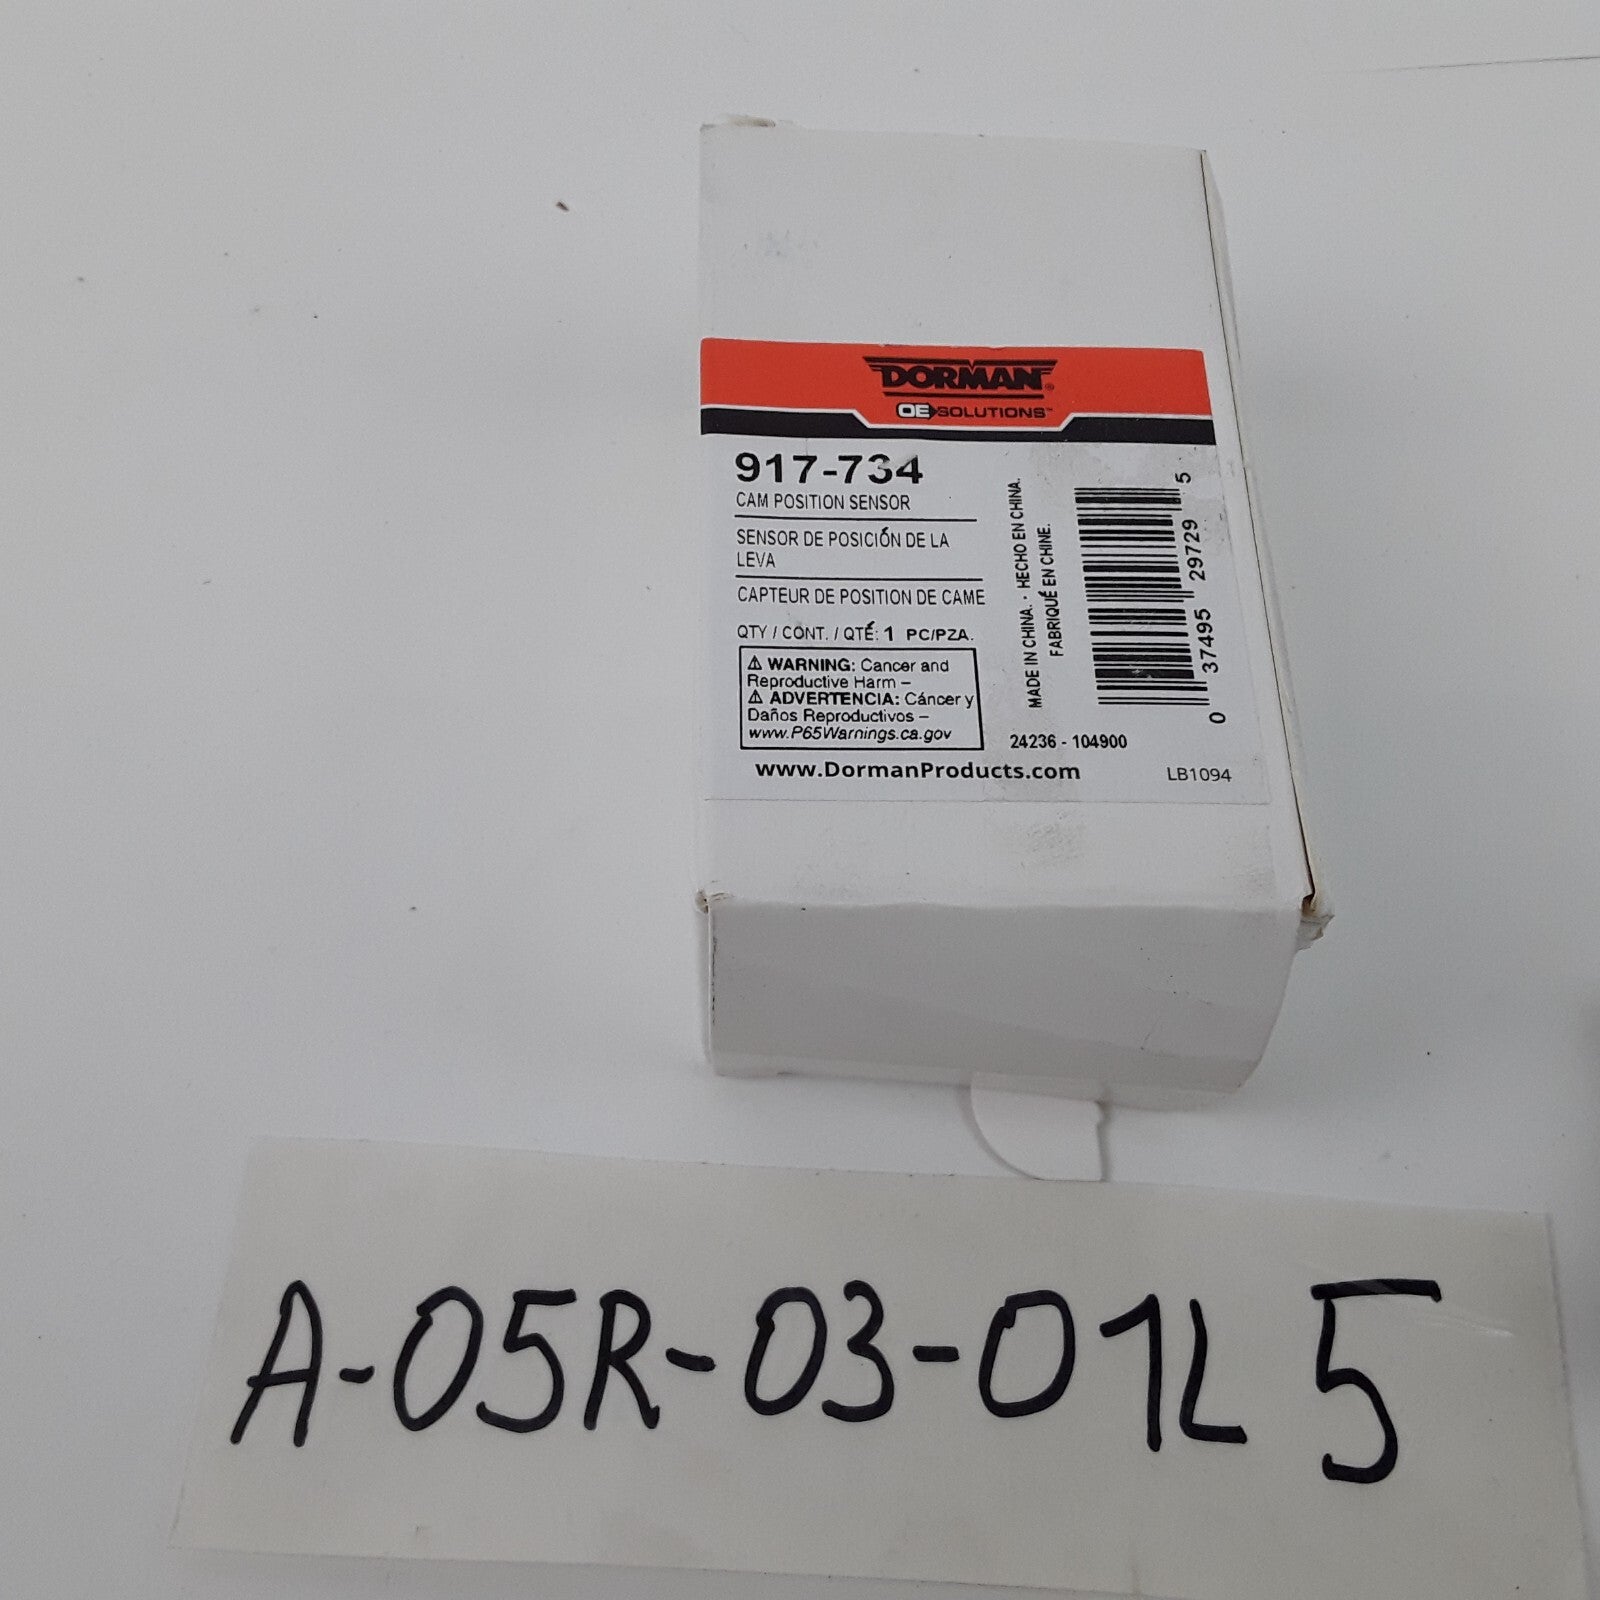 DORMAN®
OE SOLUTIONS™
917-734
CAM POSITION SENSOR
SENSOR DE POSICIÓN DE LA
LEVA
CAPTEUR DE POSITION DE CAME
QTY / CONT. / QTÉ: 1 PC/PZA.
⚠ WARNING: Cancer and
Reproductive Harm –
⚠ ADVERTENCIA: Cáncer y
Daños Reproductivos –
www.P65Warnings.ca.gov
MADE IN CHINA. · HECHO EN CHINA.
FABRIQUÉ EN CHINE.
0 37495 29729 5
24236 - 104900
www.DormanProducts.com
LB1094
A-05R-03-01L 5